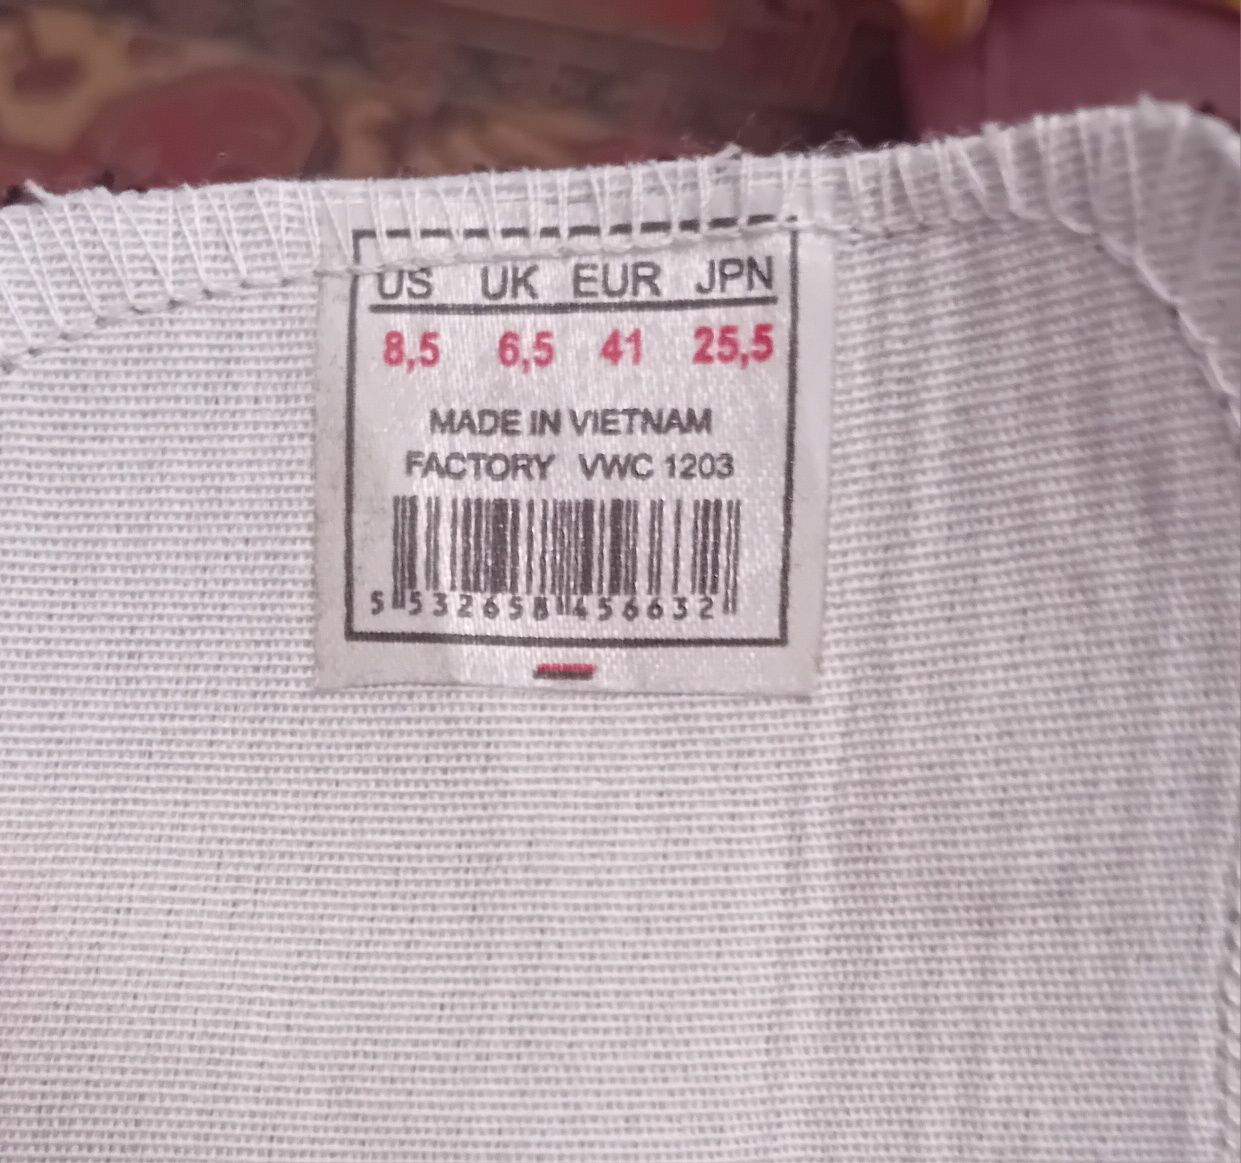 US UK EUR JPN
8,5 6,5 41 25,5
MADE IN VIETNAM
FACTORY VWC 1203
5 532658 456632